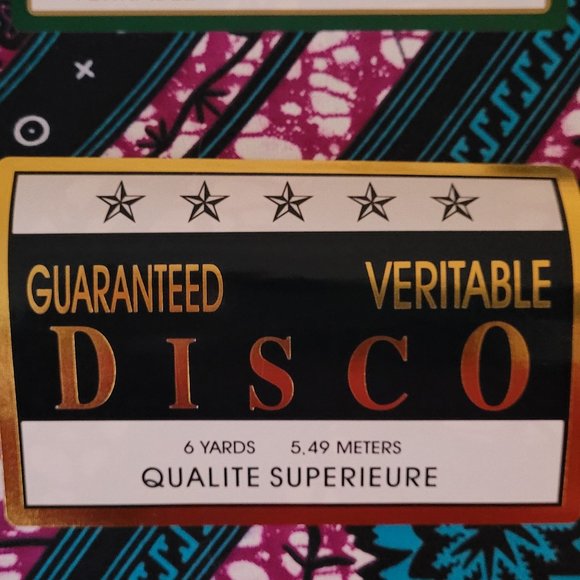 GUARANTEED VERITABLE
DISCO
6 YARDS 5,49 METERS
QUALITE SUPERIEURE